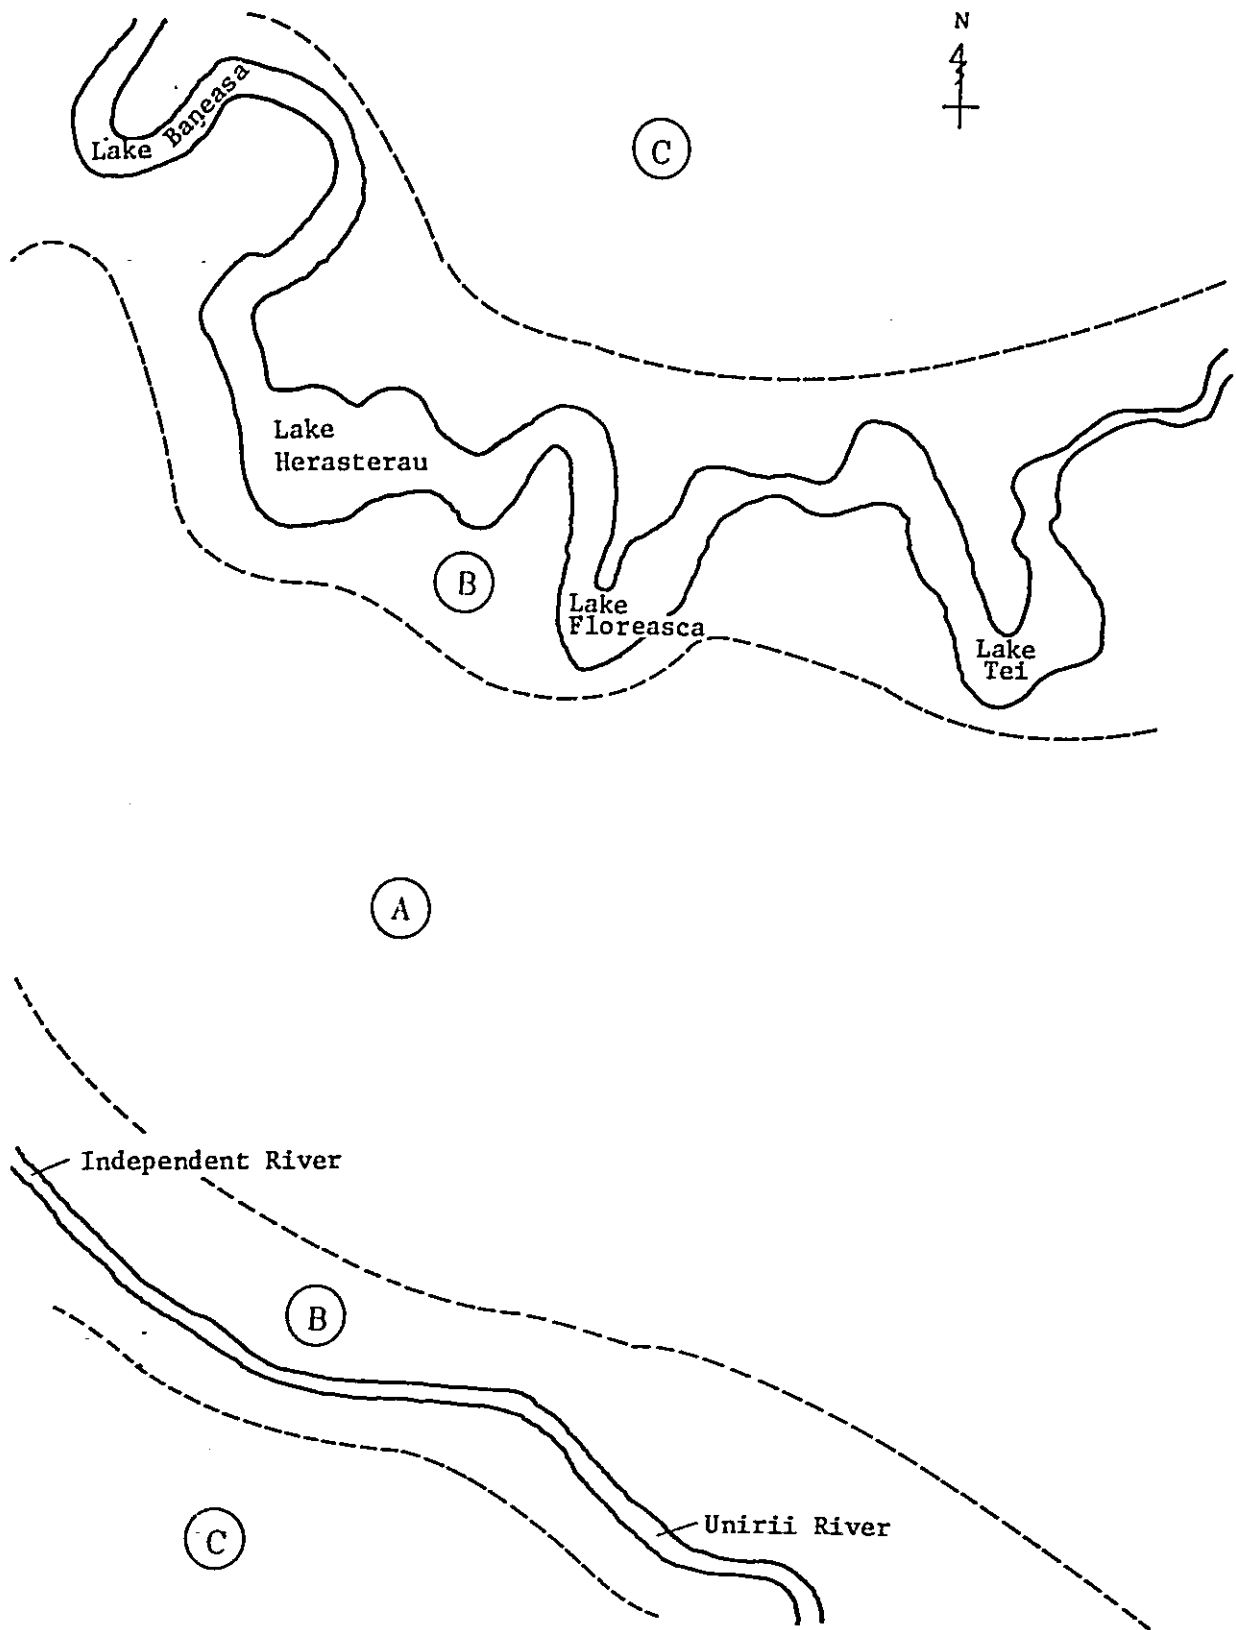 N
C
Lake Baneasa
Lake
Herasterau
B
Lake
Floreasca
Lake
Tei
A
Independent River
B
Unirii River
C